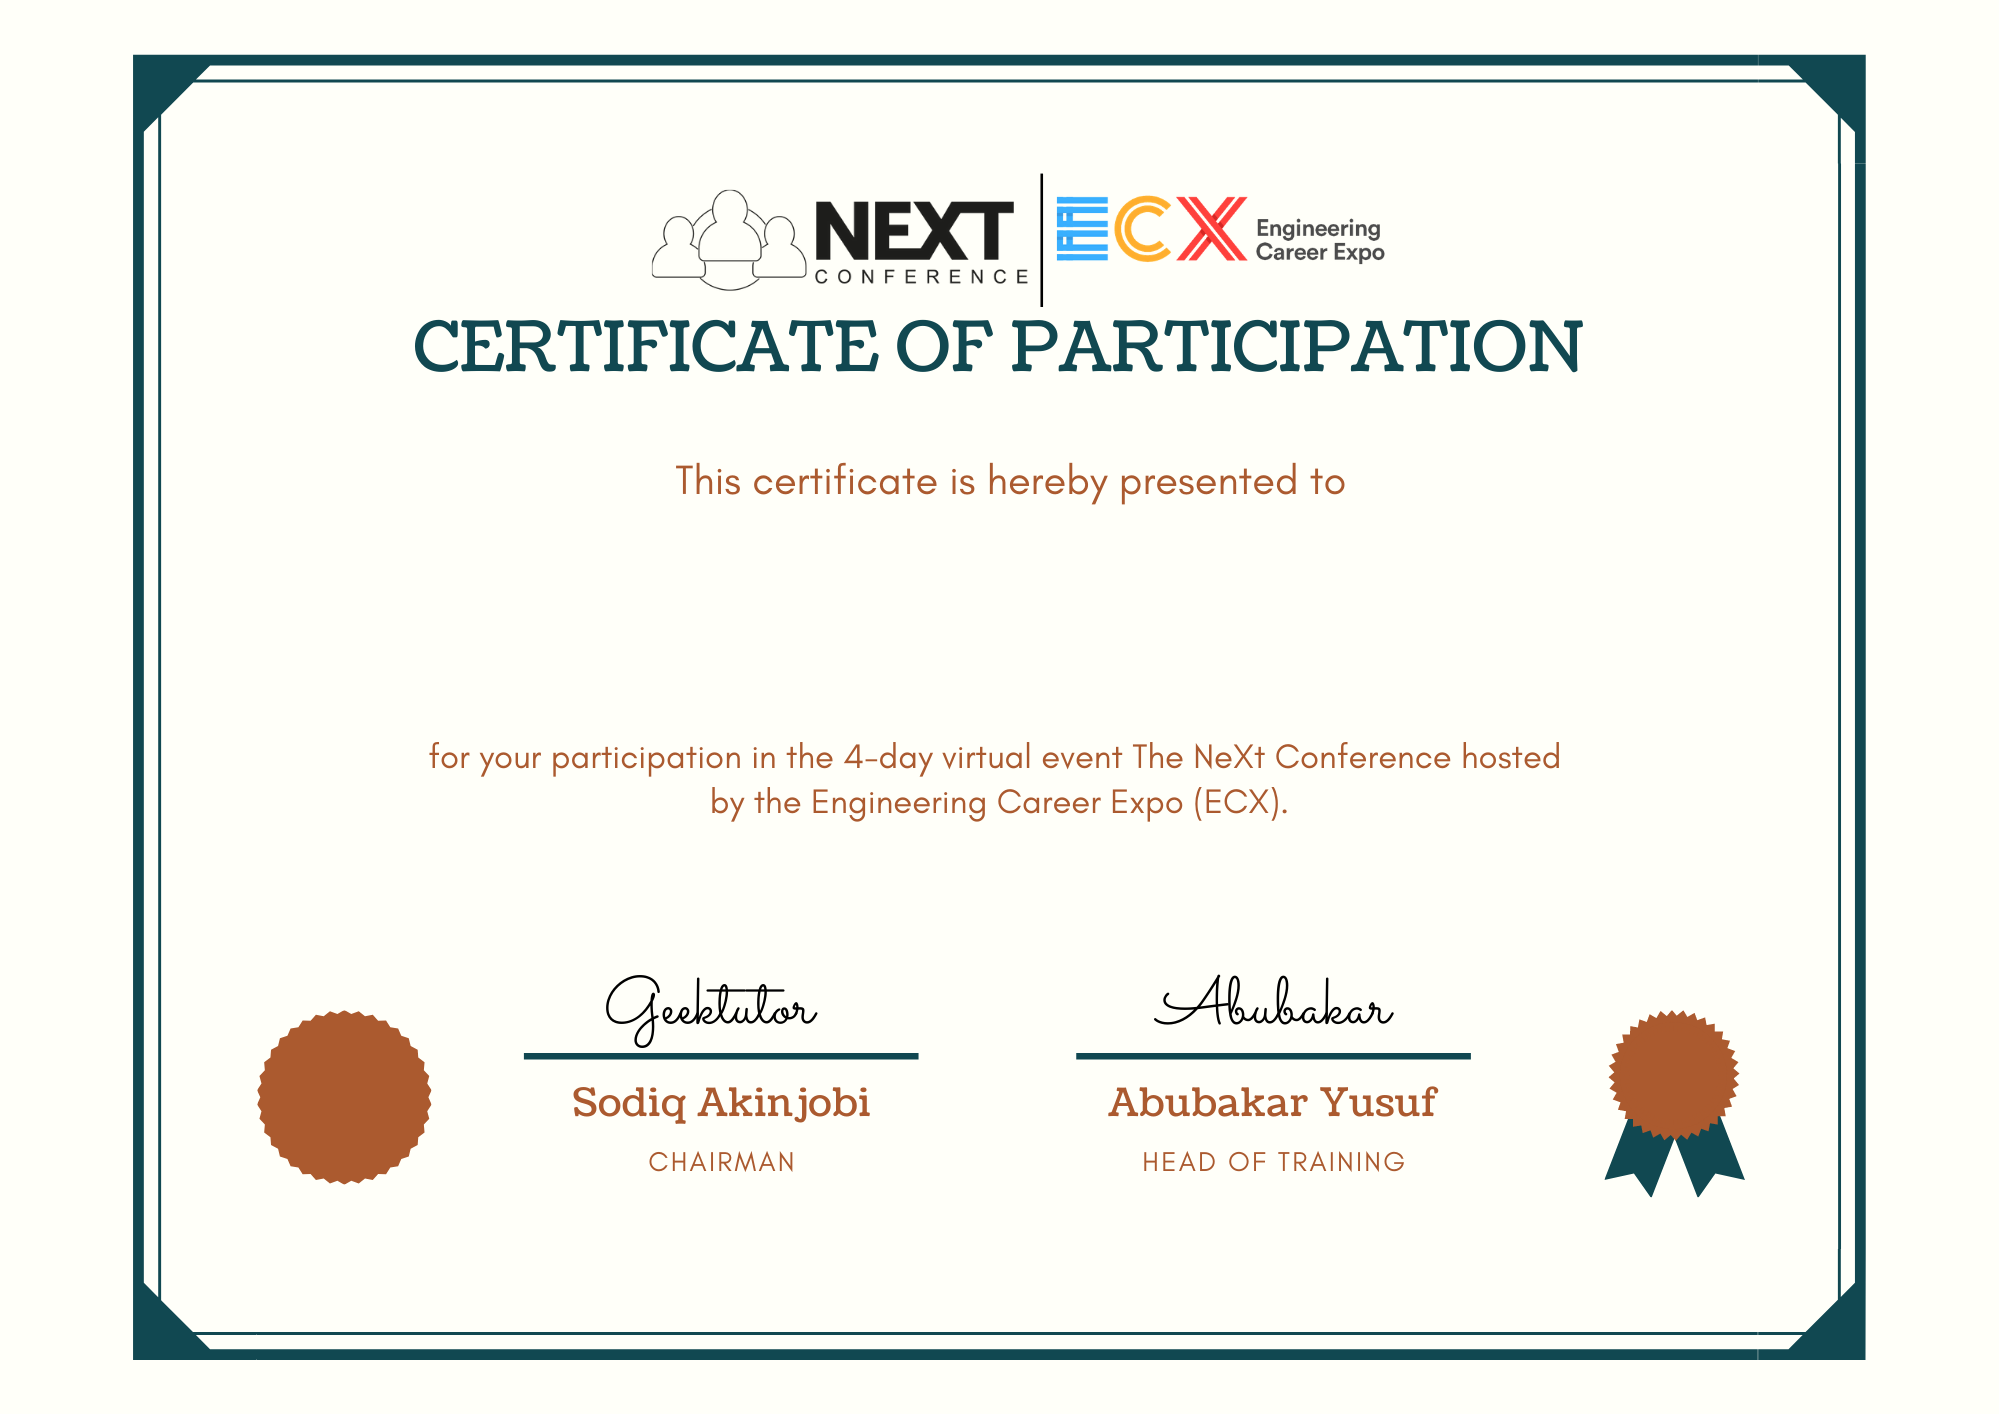 NEXT
CONFERENCE
ECX
Engineering
Career Expo
CERTIFICATE OF PARTICIPATION
This certificate is hereby presented to
for your participation in the 4-day virtual event The NeXt Conference hosted
by the Engineering Career Expo (ECX).
Geektutor
Abubakar
Sodiq Akinjobi
Abubakar Yusuf
CHAIRMAN
HEAD OF TRAINING